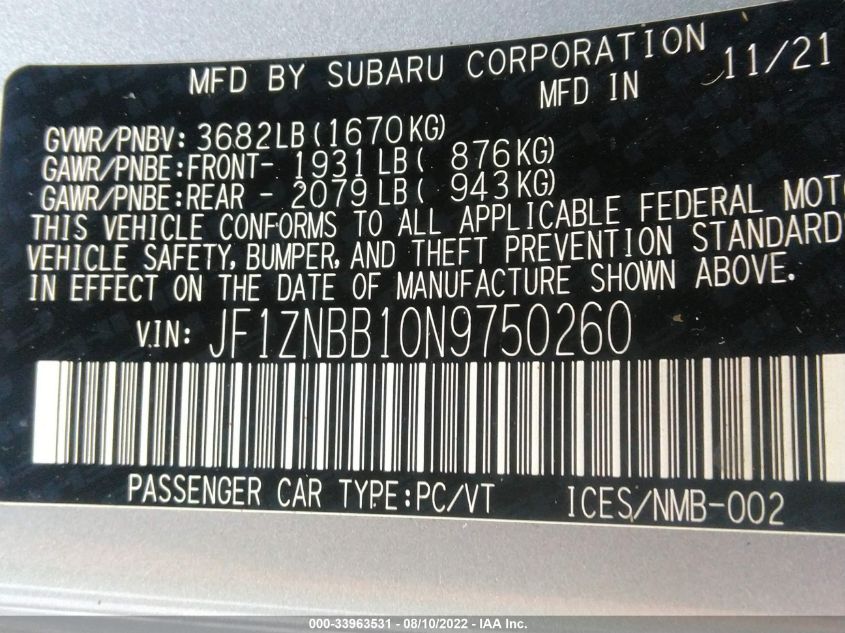 MFD BY SUBARU CORPORATION
MFD IN 11/21
GVWR/PNBV: 3682LB(1670KG)
GAWR/PNBE:FRONT- 1931LB( 876KG)
GAWR/PNBE:REAR - 2079LB( 943KG)
THIS VEHICLE CONFORMS TO ALL APPLICABLE FEDERAL
VEHICLE SAFETY, BUMPER, AND THEFT PREVENTION STANDARDS
IN EFFECT ON THE DATE OF MANUFACTURE SHOWN ABOVE.
VIN: JF1ZNBB10N9750260
PASSENGER CAR TYPE:PC/VT ICES/NMB-002
000-33963531 - 08/10/2022 - IAA Inc.